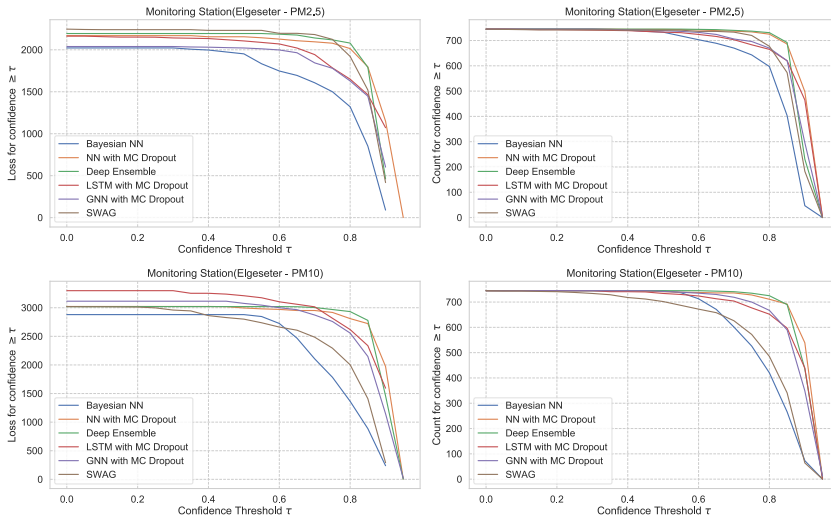 Monitoring Station(Elgeseter - PM2.5)
Loss for confidence ≥ τ
2000
1500
1000
500
0
Bayesian NN
NN with MC Dropout
Deep Ensemble
LSTM with MC Dropout
GNN with MC Dropout
SWAG
0.0 0.2 0.4 0.6 0.8
Confidence Threshold τ
Monitoring Station(Elgeseter - PM2.5)
Count for confidence ≥ τ
700
600
500
400
300
200
100
0
Bayesian NN
NN with MC Dropout
Deep Ensemble
LSTM with MC Dropout
GNN with MC Dropout
SWAG
0.0 0.2 0.4 0.6 0.8
Confidence Threshold τ
Monitoring Station(Elgeseter - PM10)
Loss for confidence ≥ τ
3000
2500
2000
1500
1000
500
0
Bayesian NN
NN with MC Dropout
Deep Ensemble
LSTM with MC Dropout
GNN with MC Dropout
SWAG
0.0 0.2 0.4 0.6 0.8
Confidence Threshold τ
Monitoring Station(Elgeseter - PM10)
Count for confidence ≥ τ
700
600
500
400
300
200
100
0
Bayesian NN
NN with MC Dropout
Deep Ensemble
LSTM with MC Dropout
GNN with MC Dropout
SWAG
0.0 0.2 0.4 0.6 0.8
Confidence Threshold τ